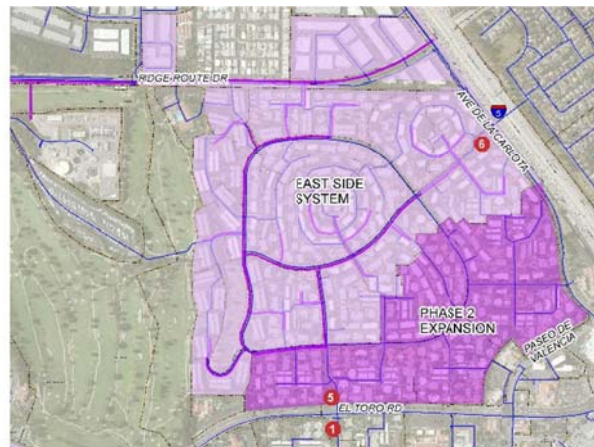 RIDGE ROUTE DR
AVE DE LA CARLOTA
5
6
EAST SIDE
SYSTEM
PHASE 2
EXPANSION
PASEO DE
VALENCIA
5
EL TORO RD
1